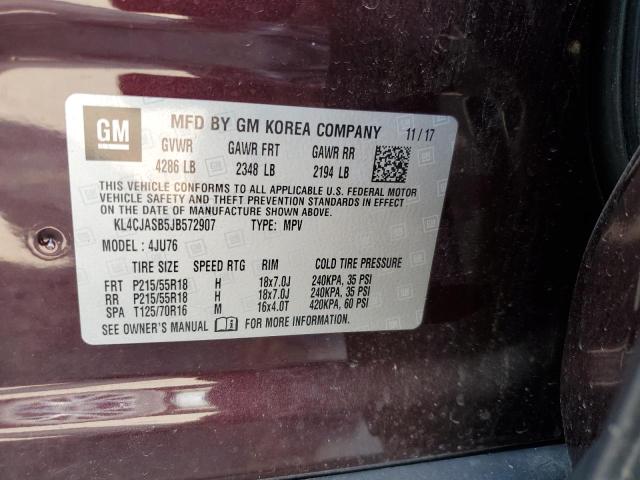 GM
MFD BY GM KOREA COMPANY 11/17
GVWR GAWR FRT GAWR RR
4286 LB 2348 LB 2194 LB
THIS VEHICLE CONFORMS TO ALL APPLICABLE U.S. FEDERAL MOTOR
VEHICLE SAFETY AND THEFT PREVENTION STANDARDS IN EFFECT
ON THE DATE OF MANUFACTURE SHOWN ABOVE.
KL4CJASB5JB572907 TYPE: MPV
MODEL: 4JU76
TIRE SIZE SPEED RTG RIM COLD TIRE PRESSURE
FRT P215/55R18 H 18x7.0J 240KPA, 35 PSI
RR P215/55R18 H 18x7.0J 240KPA, 35 PSI
SPA T125/70R16 M 16x4.0T 420KPA, 60 PSI
SEE OWNER'S MANUAL FOR MORE INFORMATION.